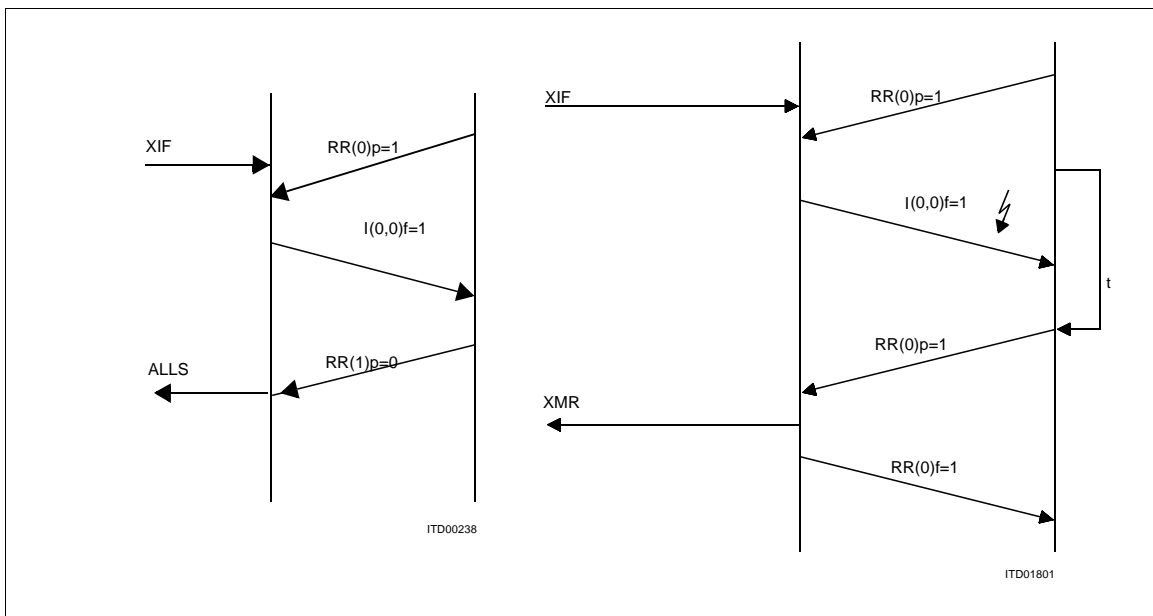 XIF
RR(0)p=1
I(0,0)f=1
ALLS
RR(1)p=0
ITD00238
XIF
RR(0)p=1
I(0,0)f=1
t
RR(0)p=1
XMR
RR(0)f=1
ITD01801